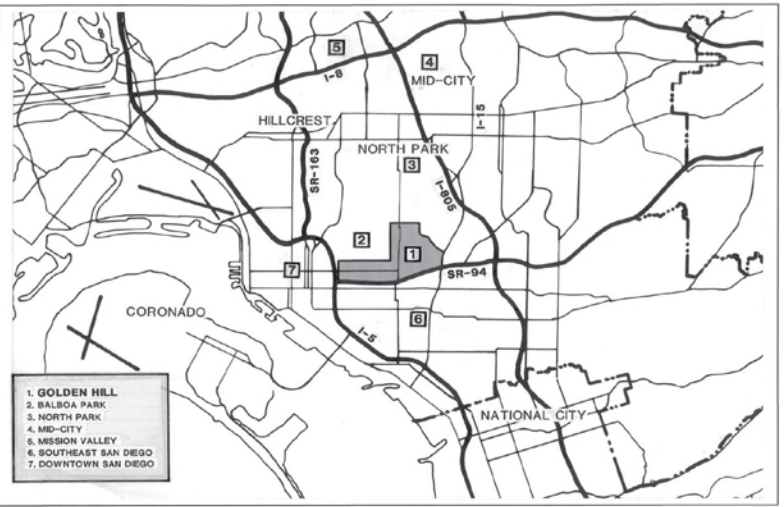 5
4
I-8
MID-CITY
I-15
HILLCREST
NORTH PARK
3
SR-163
I-805
2
1
7
SR-94
CORONADO
6
I-5
NATIONAL CITY
1. GOLDEN HILL
2. BALBOA PARK
3. NORTH PARK
4. MID-CITY
5. MISSION VALLEY
6. SOUTHEAST SAN DIEGO
7. DOWNTOWN SAN DIEGO